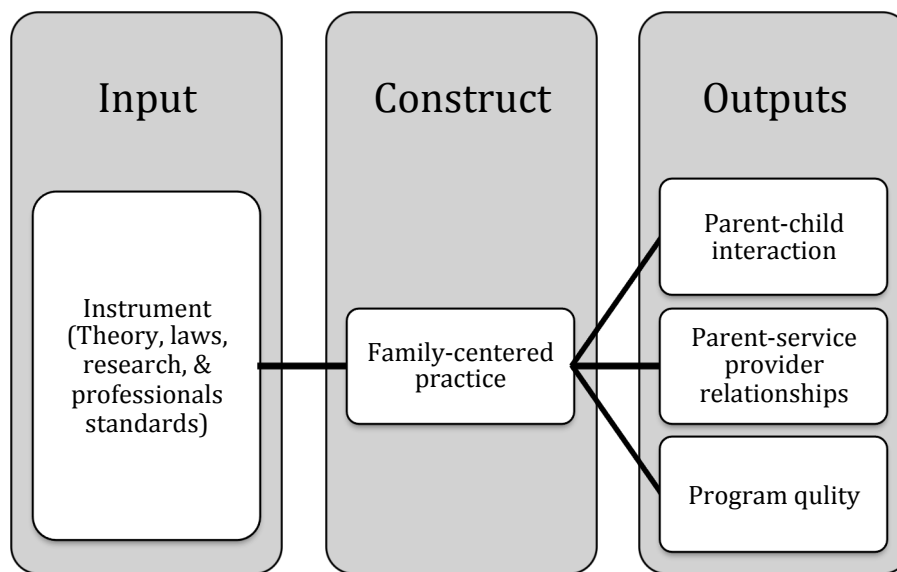 Input
Instrument
(Theory, laws,
research, &
professionals
standards)
Construct
Family-centered
practice
Outputs
Parent-child
interaction
Parent-service
provider
relationships
Program qulity